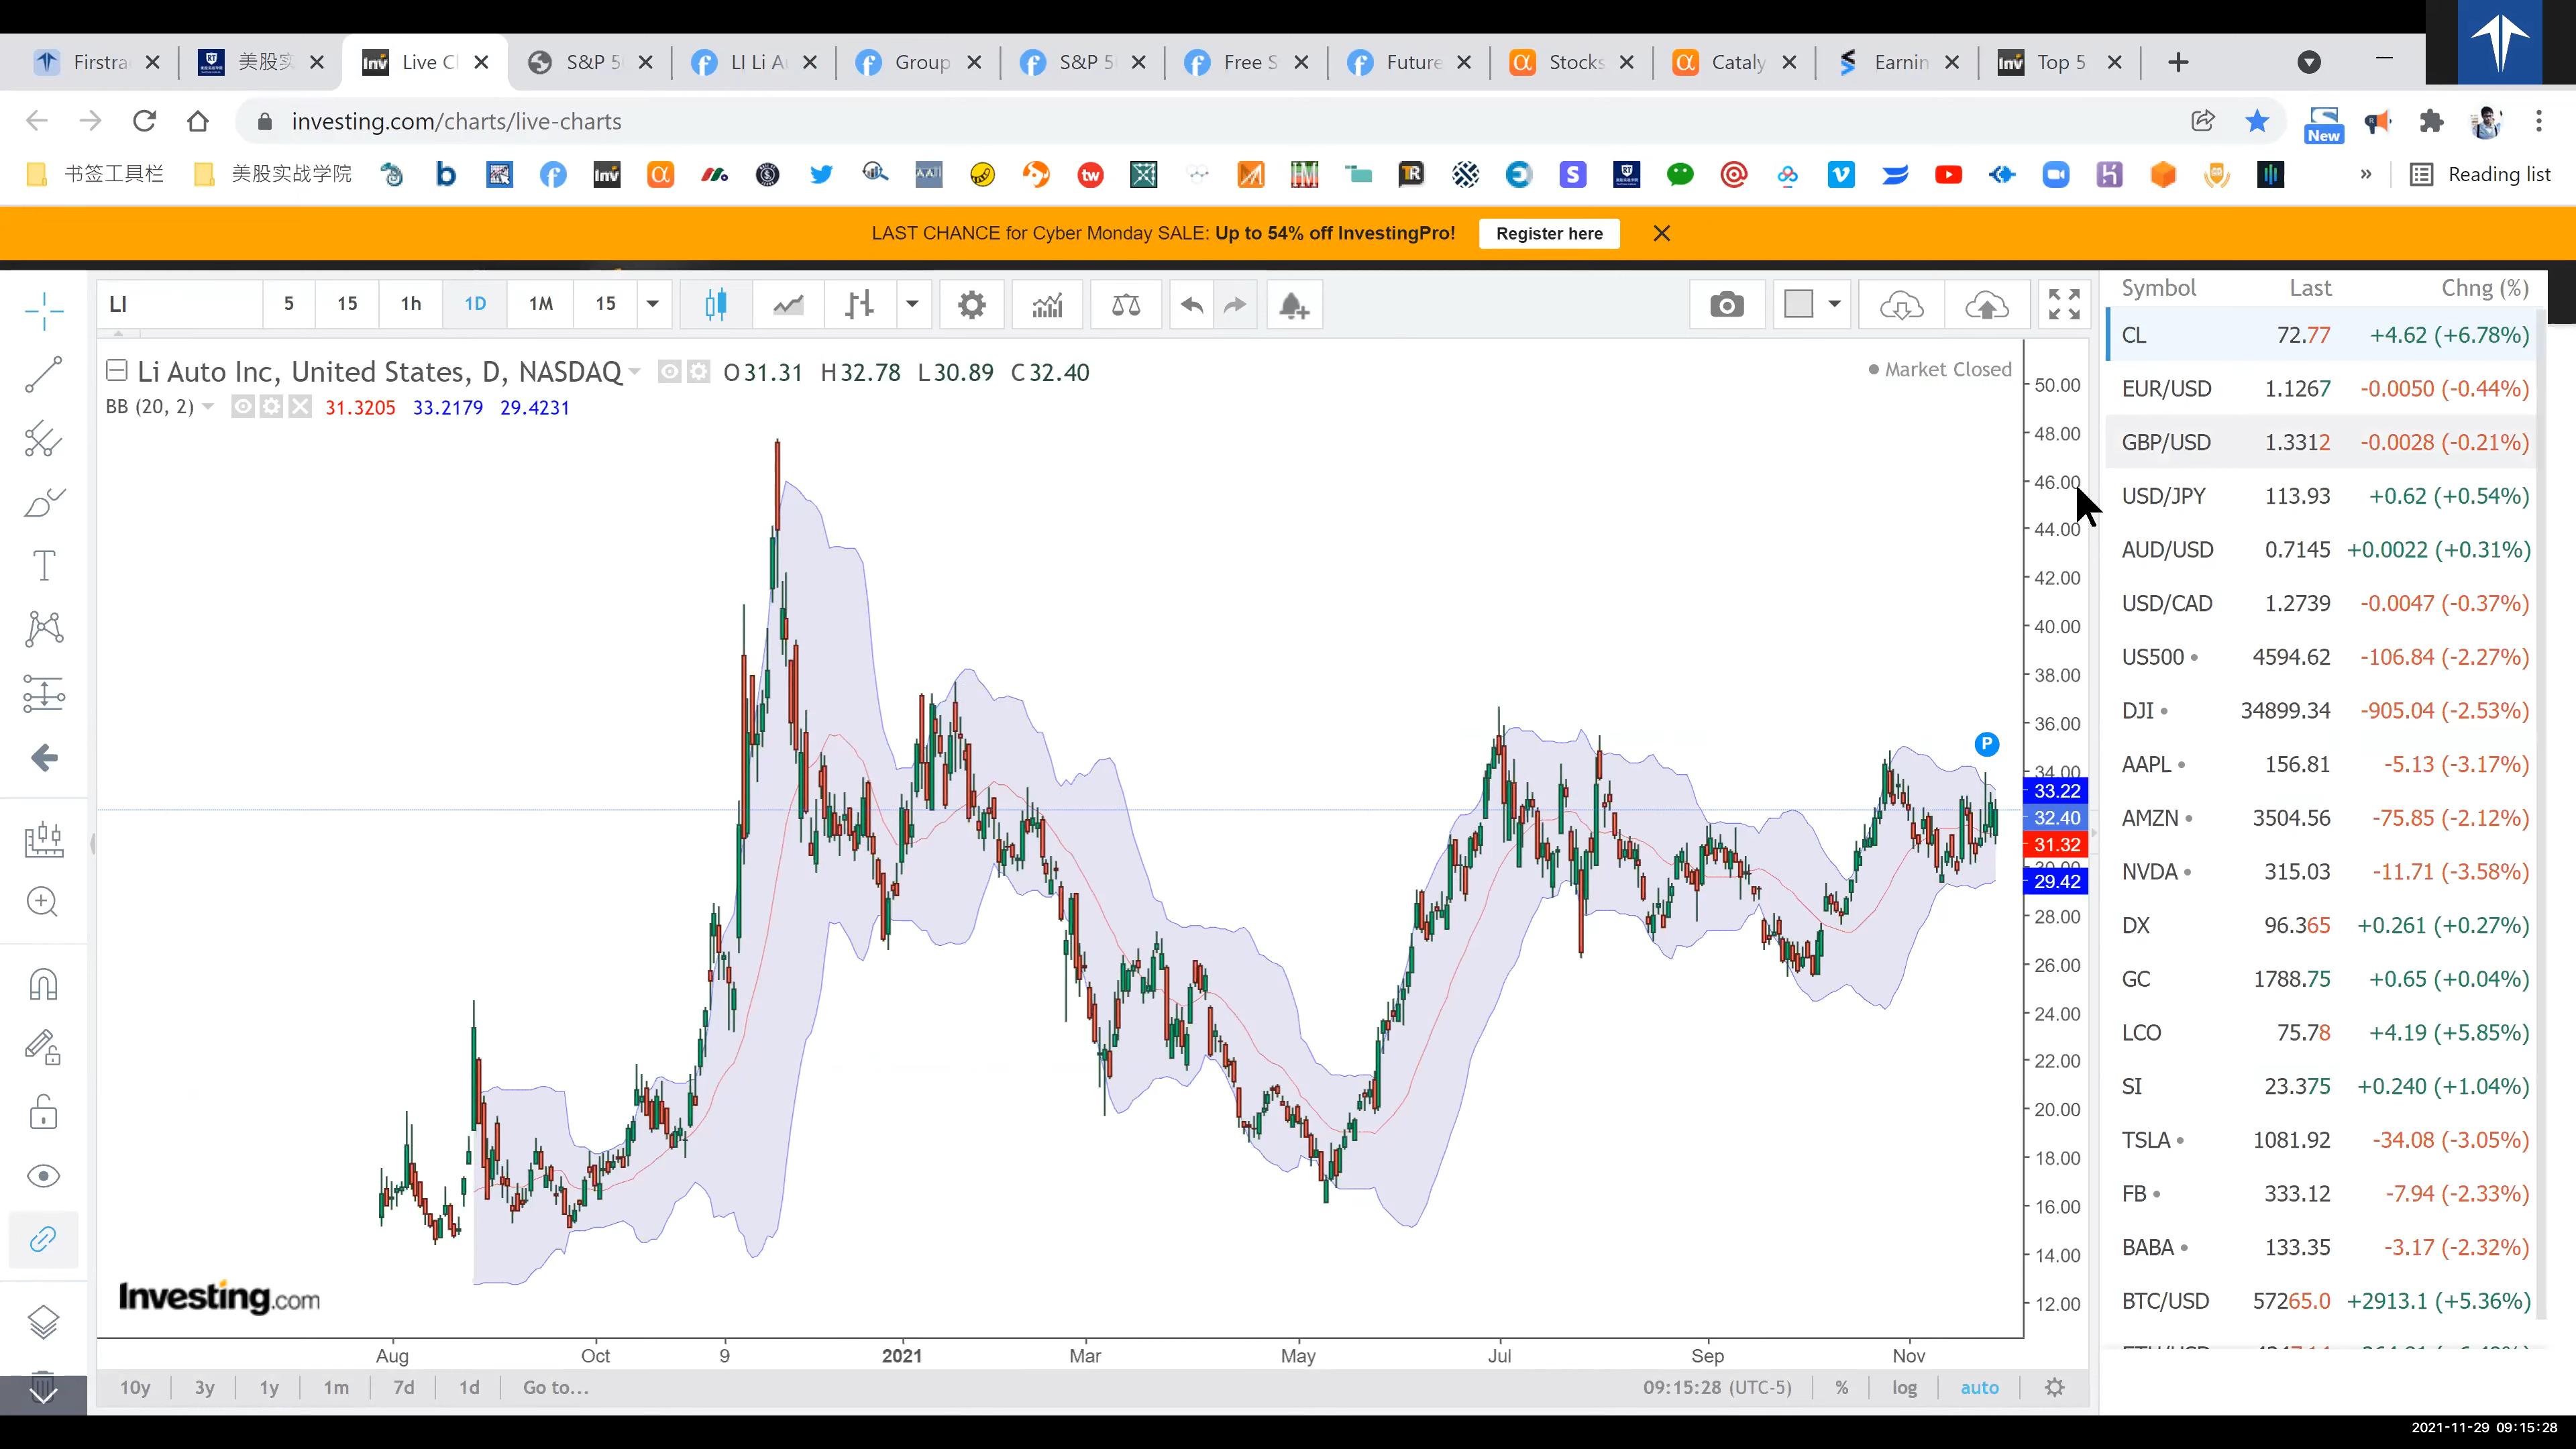 Firstra
美股实
Live C
S&P 5
LI Li A
Group
S&P 5
Free S
Future
Stocks
Cataly
Earnin
Top 5
investing.com/charts/live-charts
New
书签工具栏
美股实战学院
Reading list
LAST CHANCE for Cyber Monday SALE: Up to 54% off InvestingPro!
Register here
LI 5 15 1h 1D 1M 15
Symbol Last Chng (%)
Li Auto Inc, United States, D, NASDAQ O31.31 H32.78 L30.89 C32.40
BB (20, 2) 31.3205 33.2179 29.4231
Market Closed
50.00
48.00
46.00
44.00
42.00
40.00
38.00
36.00
P
34.00
33.22
32.40
31.32
29.42
28.00
26.00
24.00
22.00
20.00
18.00
16.00
14.00
12.00
CL 72.77 +4.62 (+6.78%)
EUR/USD 1.1267 -0.0050 (-0.44%)
GBP/USD 1.3312 -0.0028 (-0.21%)
USD/JPY 113.93 +0.62 (+0.54%)
AUD/USD 0.7145 +0.0022 (+0.31%)
USD/CAD 1.2739 -0.0047 (-0.37%)
US500 4594.62 -106.84 (-2.27%)
DJI 34899.34 -905.04 (-2.53%)
AAPL 156.81 -5.13 (-3.17%)
AMZN 3504.56 -75.85 (-2.12%)
NVDA 315.03 -11.71 (-3.58%)
DX 96.365 +0.261 (+0.27%)
GC 1788.75 +0.65 (+0.04%)
LCO 75.78 +4.19 (+5.85%)
SI 23.375 +0.240 (+1.04%)
TSLA 1081.92 -34.08 (-3.05%)
FB 333.12 -7.94 (-2.33%)
BABA 133.35 -3.17 (-2.32%)
BTC/USD 57265.0 +2913.1 (+5.36%)
Investing.com
Aug Oct 9 2021 Mar May Jul Sep Nov
10y 3y 1y 1m 7d 1d Go to...
09:15:28 (UTC-5) % log auto
2021-11-29 09:15:28